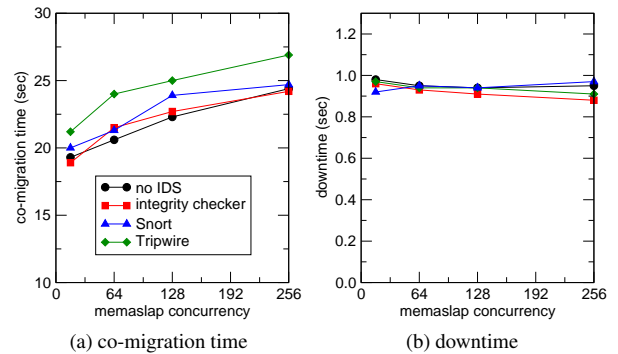 30
25
20
15
10
co-migration time (sec)
no IDS
integrity checker
Snort
Tripwire
0 64 128 192 256
memaslap concurrency
(a) co-migration time
1.2
1.0
0.8
0.6
0.4
0.2
0.0
downtime (sec)
0 64 128 192 256
memaslap concurrency
(b) downtime